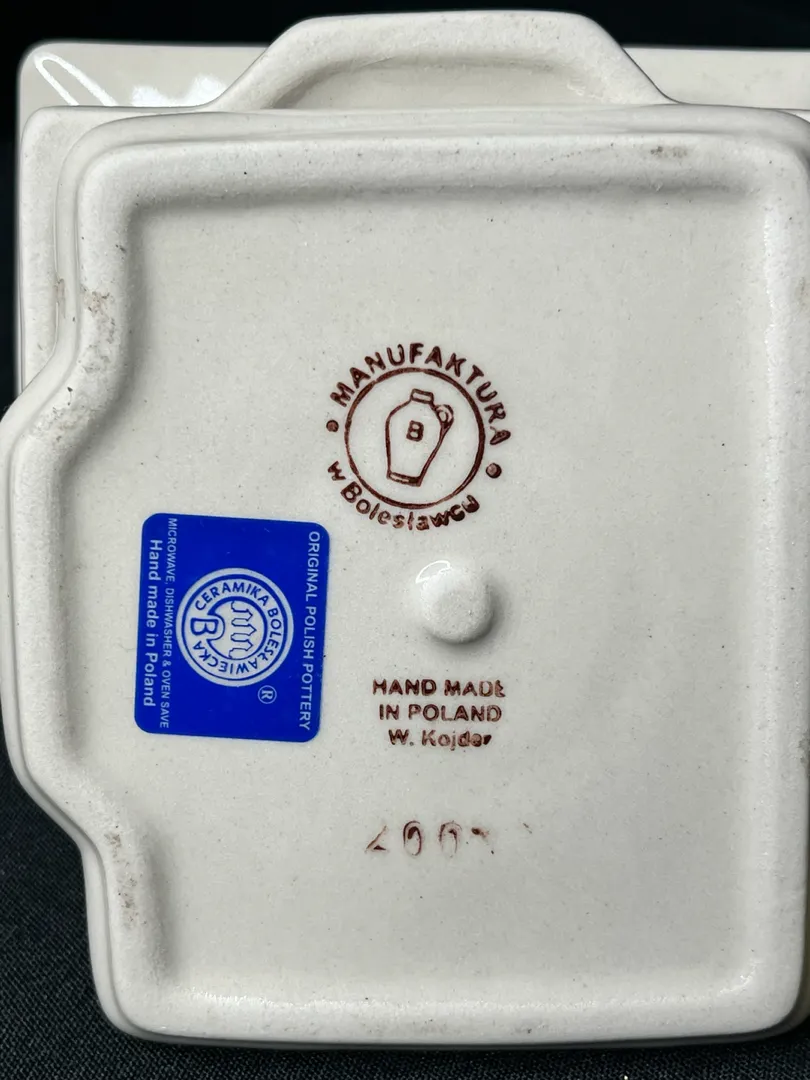 MANUFAKTURA
B
w Bolesławcu
ORIGINAL POLISH POTTERY
CERAMIKA BOLESŁAWIECKA
B
®
MICROWAVE, DISHWASHER & OVEN SAVE
Hand made in Poland
HAND MADE
IN POLAND
W. Kojder